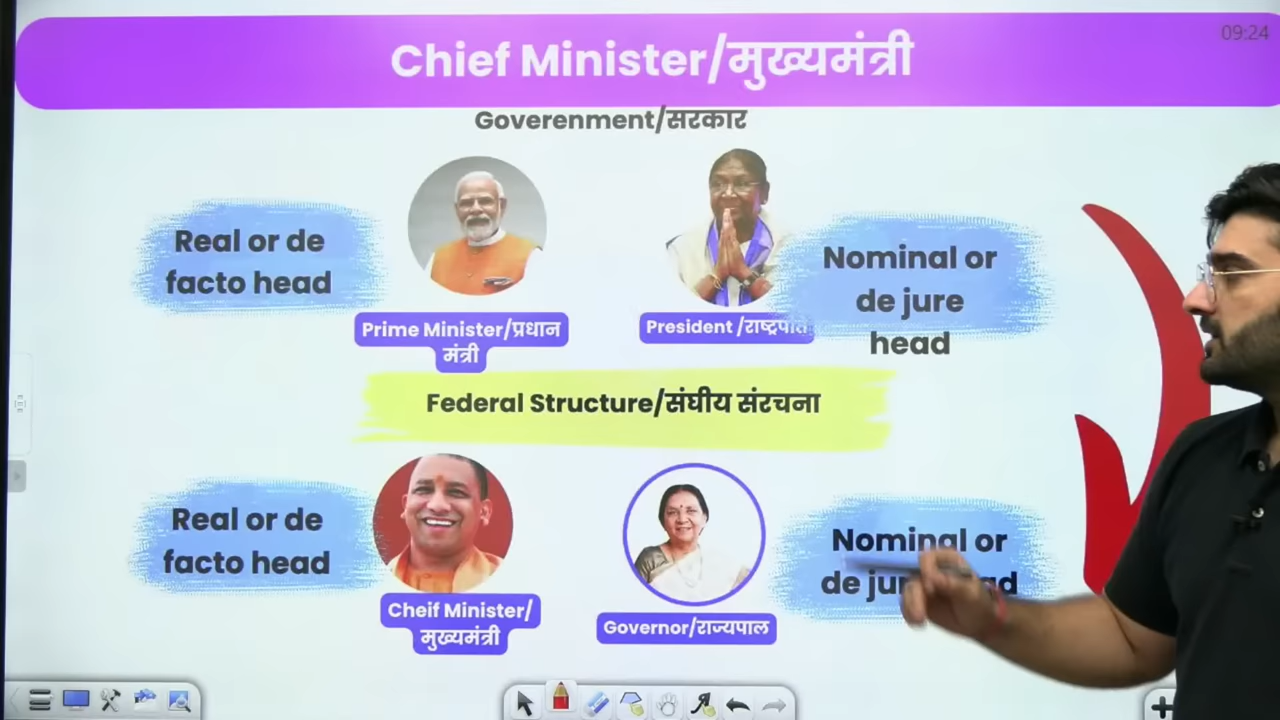 09:24
Chief Minister/मुख्यमंत्री
Goverenment/सरकार
Real or de
facto head
Nominal or
de jure
head
Prime Minister/प्रधान
मंत्री
President
Federal Structure/संघीय संरचना
Real or de
facto head
Nominal or
de
Cheif Minister/
मुख्यमंत्री
Governor/राज्यपाल